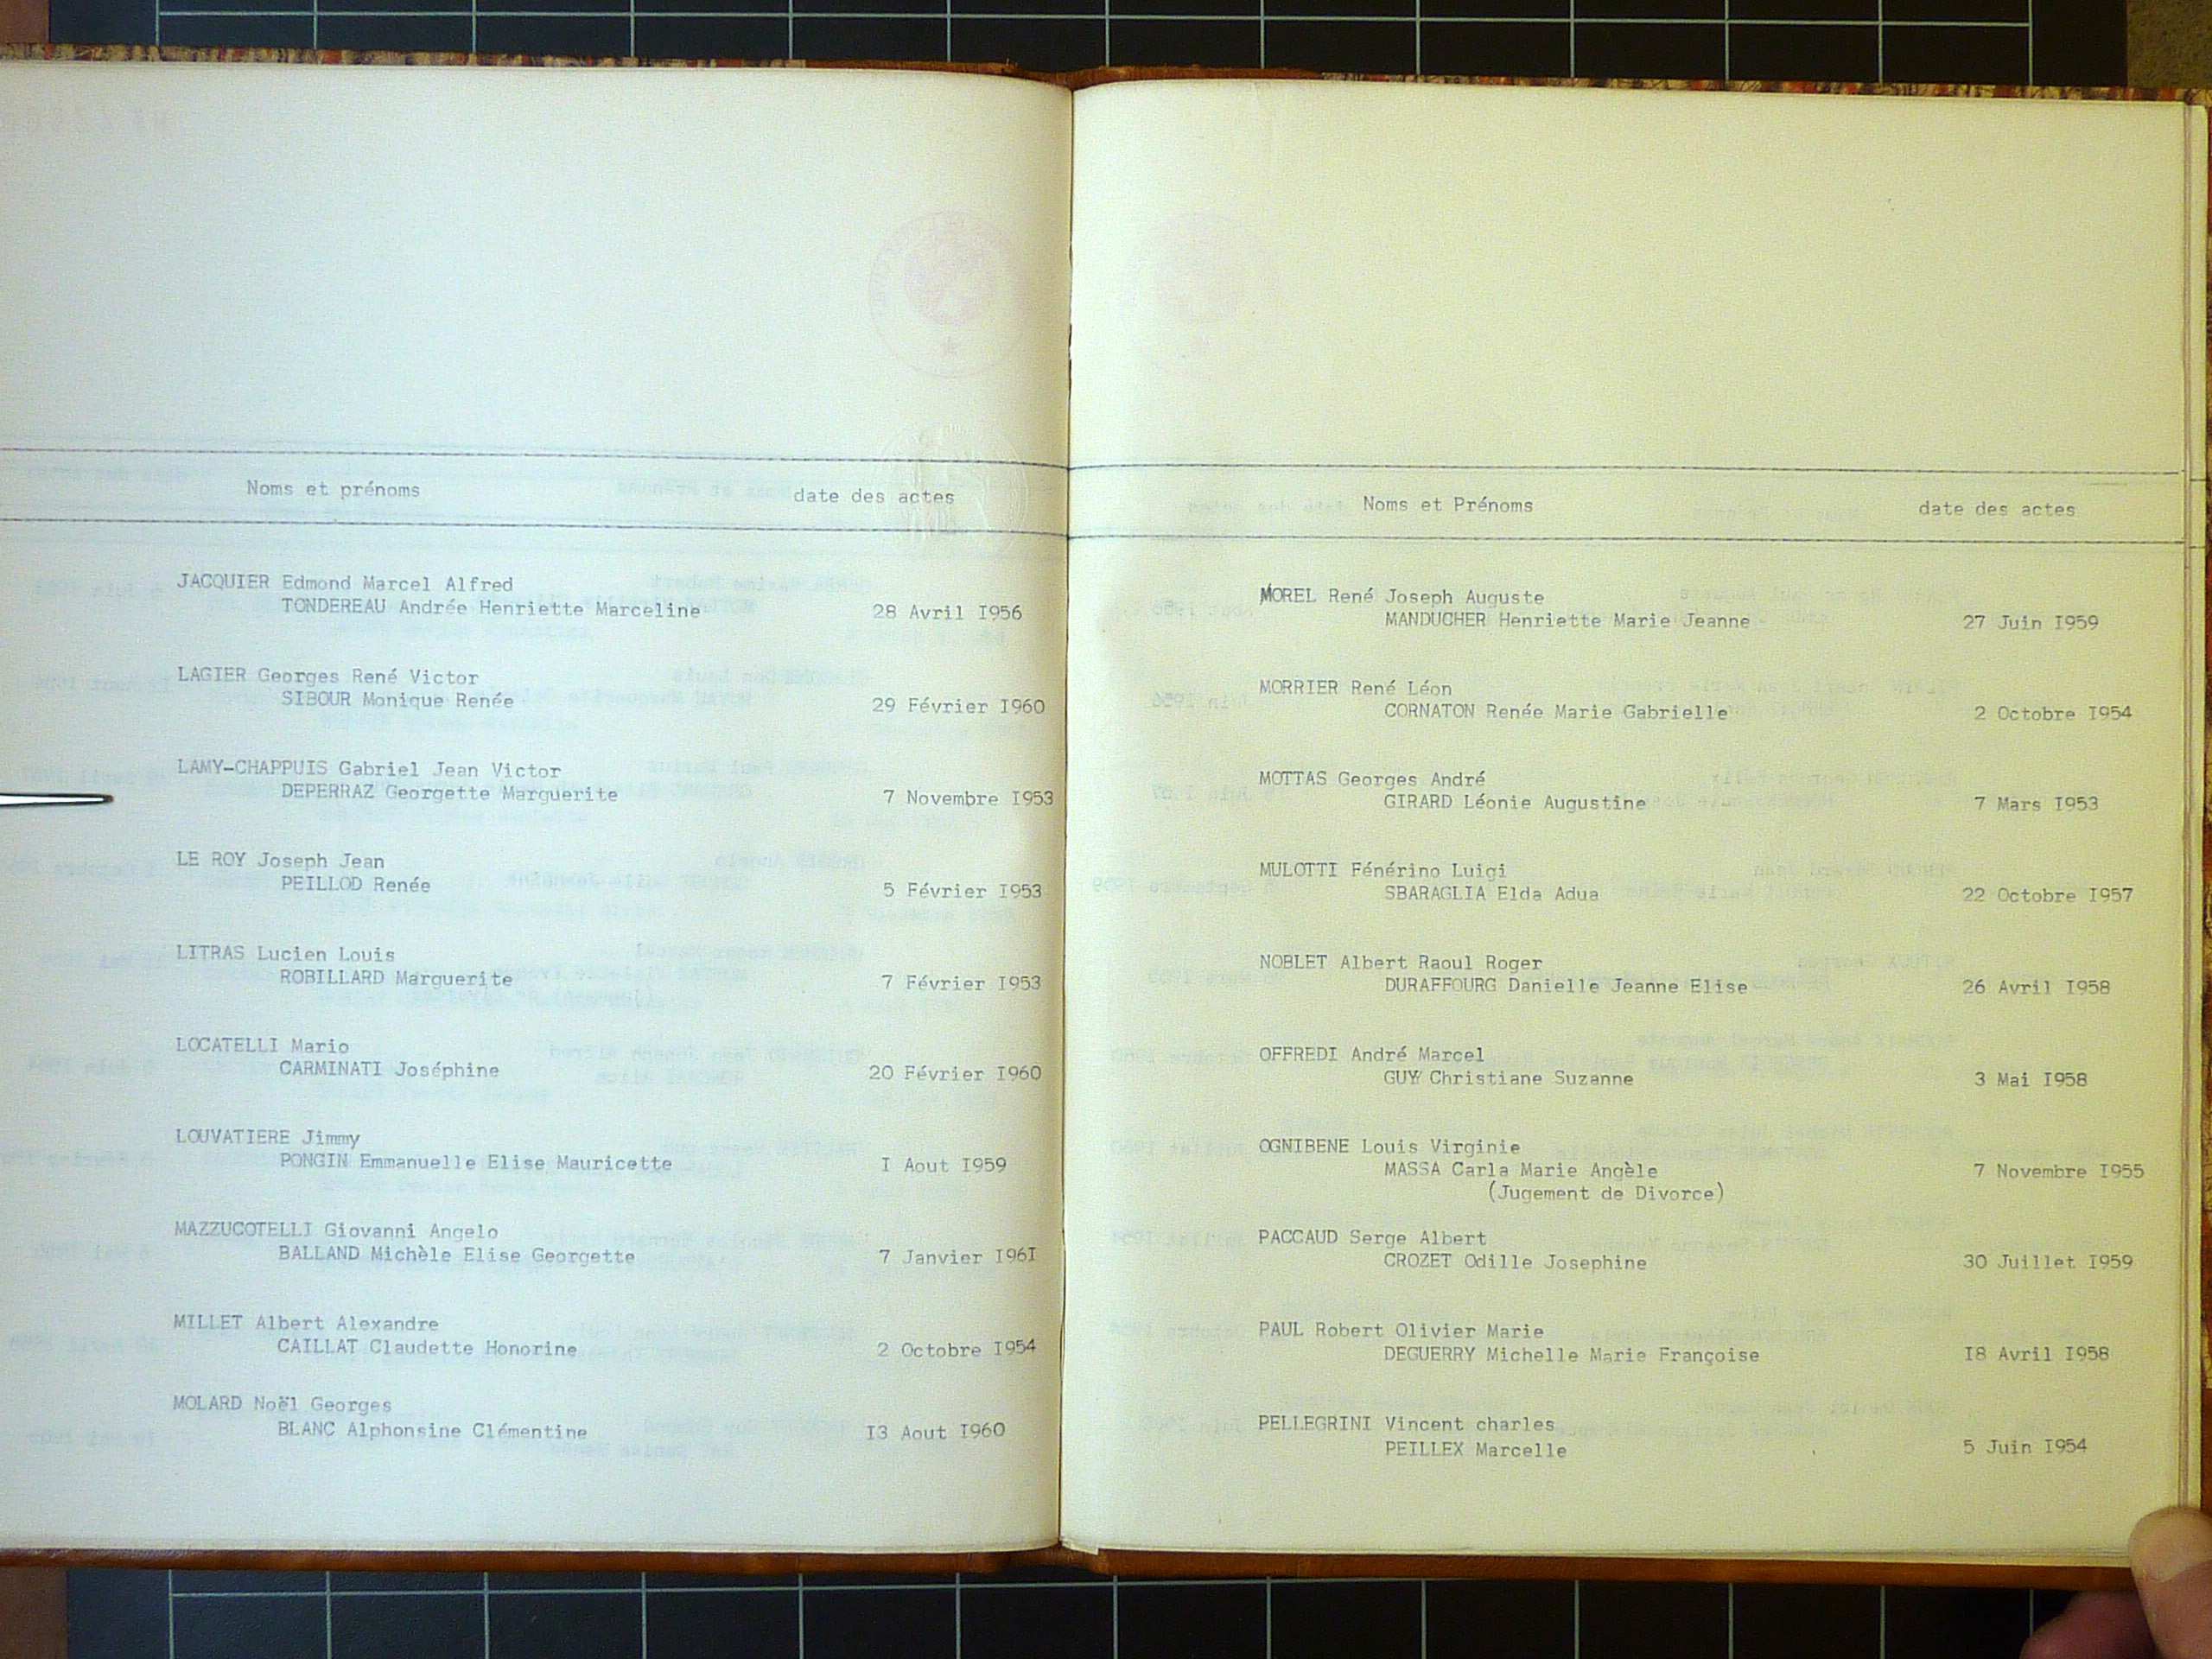 Noms et prénoms date des actes
JACQUIER Edmond Marcel Alfred
TONDEREAU Andrée Henriette Marceline 28 Avril I956
LAGIER Georges René Victor
SIBOUR Monique Renée 29 Février I960
LAMY-CHAPPUIS Gabriel Jean Victor
DEPERRAZ Georgette Marguerite 7 Novembre I953
LE ROY Joseph Jean
PEILLOD Renée 5 Février I953
LITRAS Lucien Louis
ROBILLARD Marguerite 7 Février I953
LOCATELLI Mario
CARMINATI Joséphine 20 Février I960
LOUVATIERE Jimmy
PONGIN Emmanuelle Elise Mauricette I Aout I959
MAZZUCOTELLI Giovanni Angelo
BALLAND Michèle Elise Georgette 7 Janvier I96I
MILLET Albert Alexandre
CAILLAT Claudette Honorine 2 Octobre I954
MOLARD Noël Georges
BLANC Alphonsine Clémentine I3 Aout I960
Noms et Prénoms date des actes
MOREL René Joseph Auguste
MANDUCHER Henriette Marie Jeanne 27 Juin I959
MORRIER René Léon
CORNATON Renée Marie Gabrielle 2 Octobre I954
MOTTAS Georges André
GIRARD Léonie Augustine 7 Mars I953
MULOTTI Fénérino Luigi
SBARAGLIA Elda Adua 22 Octobre I957
NOBLET Albert Raoul Roger
DURAFFOURG Danielle Jeanne Elise 26 Avril I958
OFFREDI André Marcel
GUY Christiane Suzanne 3 Mai I958
OGNIBENE Louis Virginie
MASSA Carla Marie Angèle 7 Novembre I955
(Jugement de Divorce)
PACCAUD Serge Albert
CROZET Odille Josephine 30 Juillet I959
PAUL Robert Olivier Marie
DEGUERRY Michelle Marie Françoise I8 Avril I958
PELLEGRINI Vincent charles
PEILLEX Marcelle 5 Juin I954